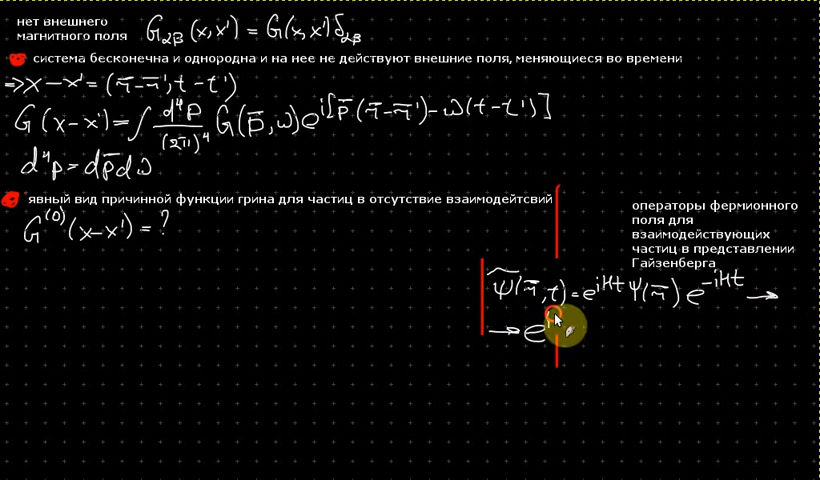 нет внешнего
магнитного поля
G_{αβ}(x,x') = G(x,x')δ_{αβ}
система бесконечна и однородна и на нее не действуют внешние поля, меняющиеся во времени
=> x-x' = (r̄-r̄', t-t')
G(x-x') = ∫ d⁴p/(2π)⁴ G(p̄,ω) e^{i[p̄(r̄-r̄')-ω(t-t')]}
d⁴p = dp̄dω
явный вид причинной функции грина для частиц в отсутствие взаимодейтсвий
G^{(0)}(x-x') = ?
операторы фермионного
поля для
взаимодействующих
частиц в представлении
Гайзенберга
ψ̃(r̄,t) = e^{iHt} ψ(r̄) e^{-iHt} →
→ e^{i